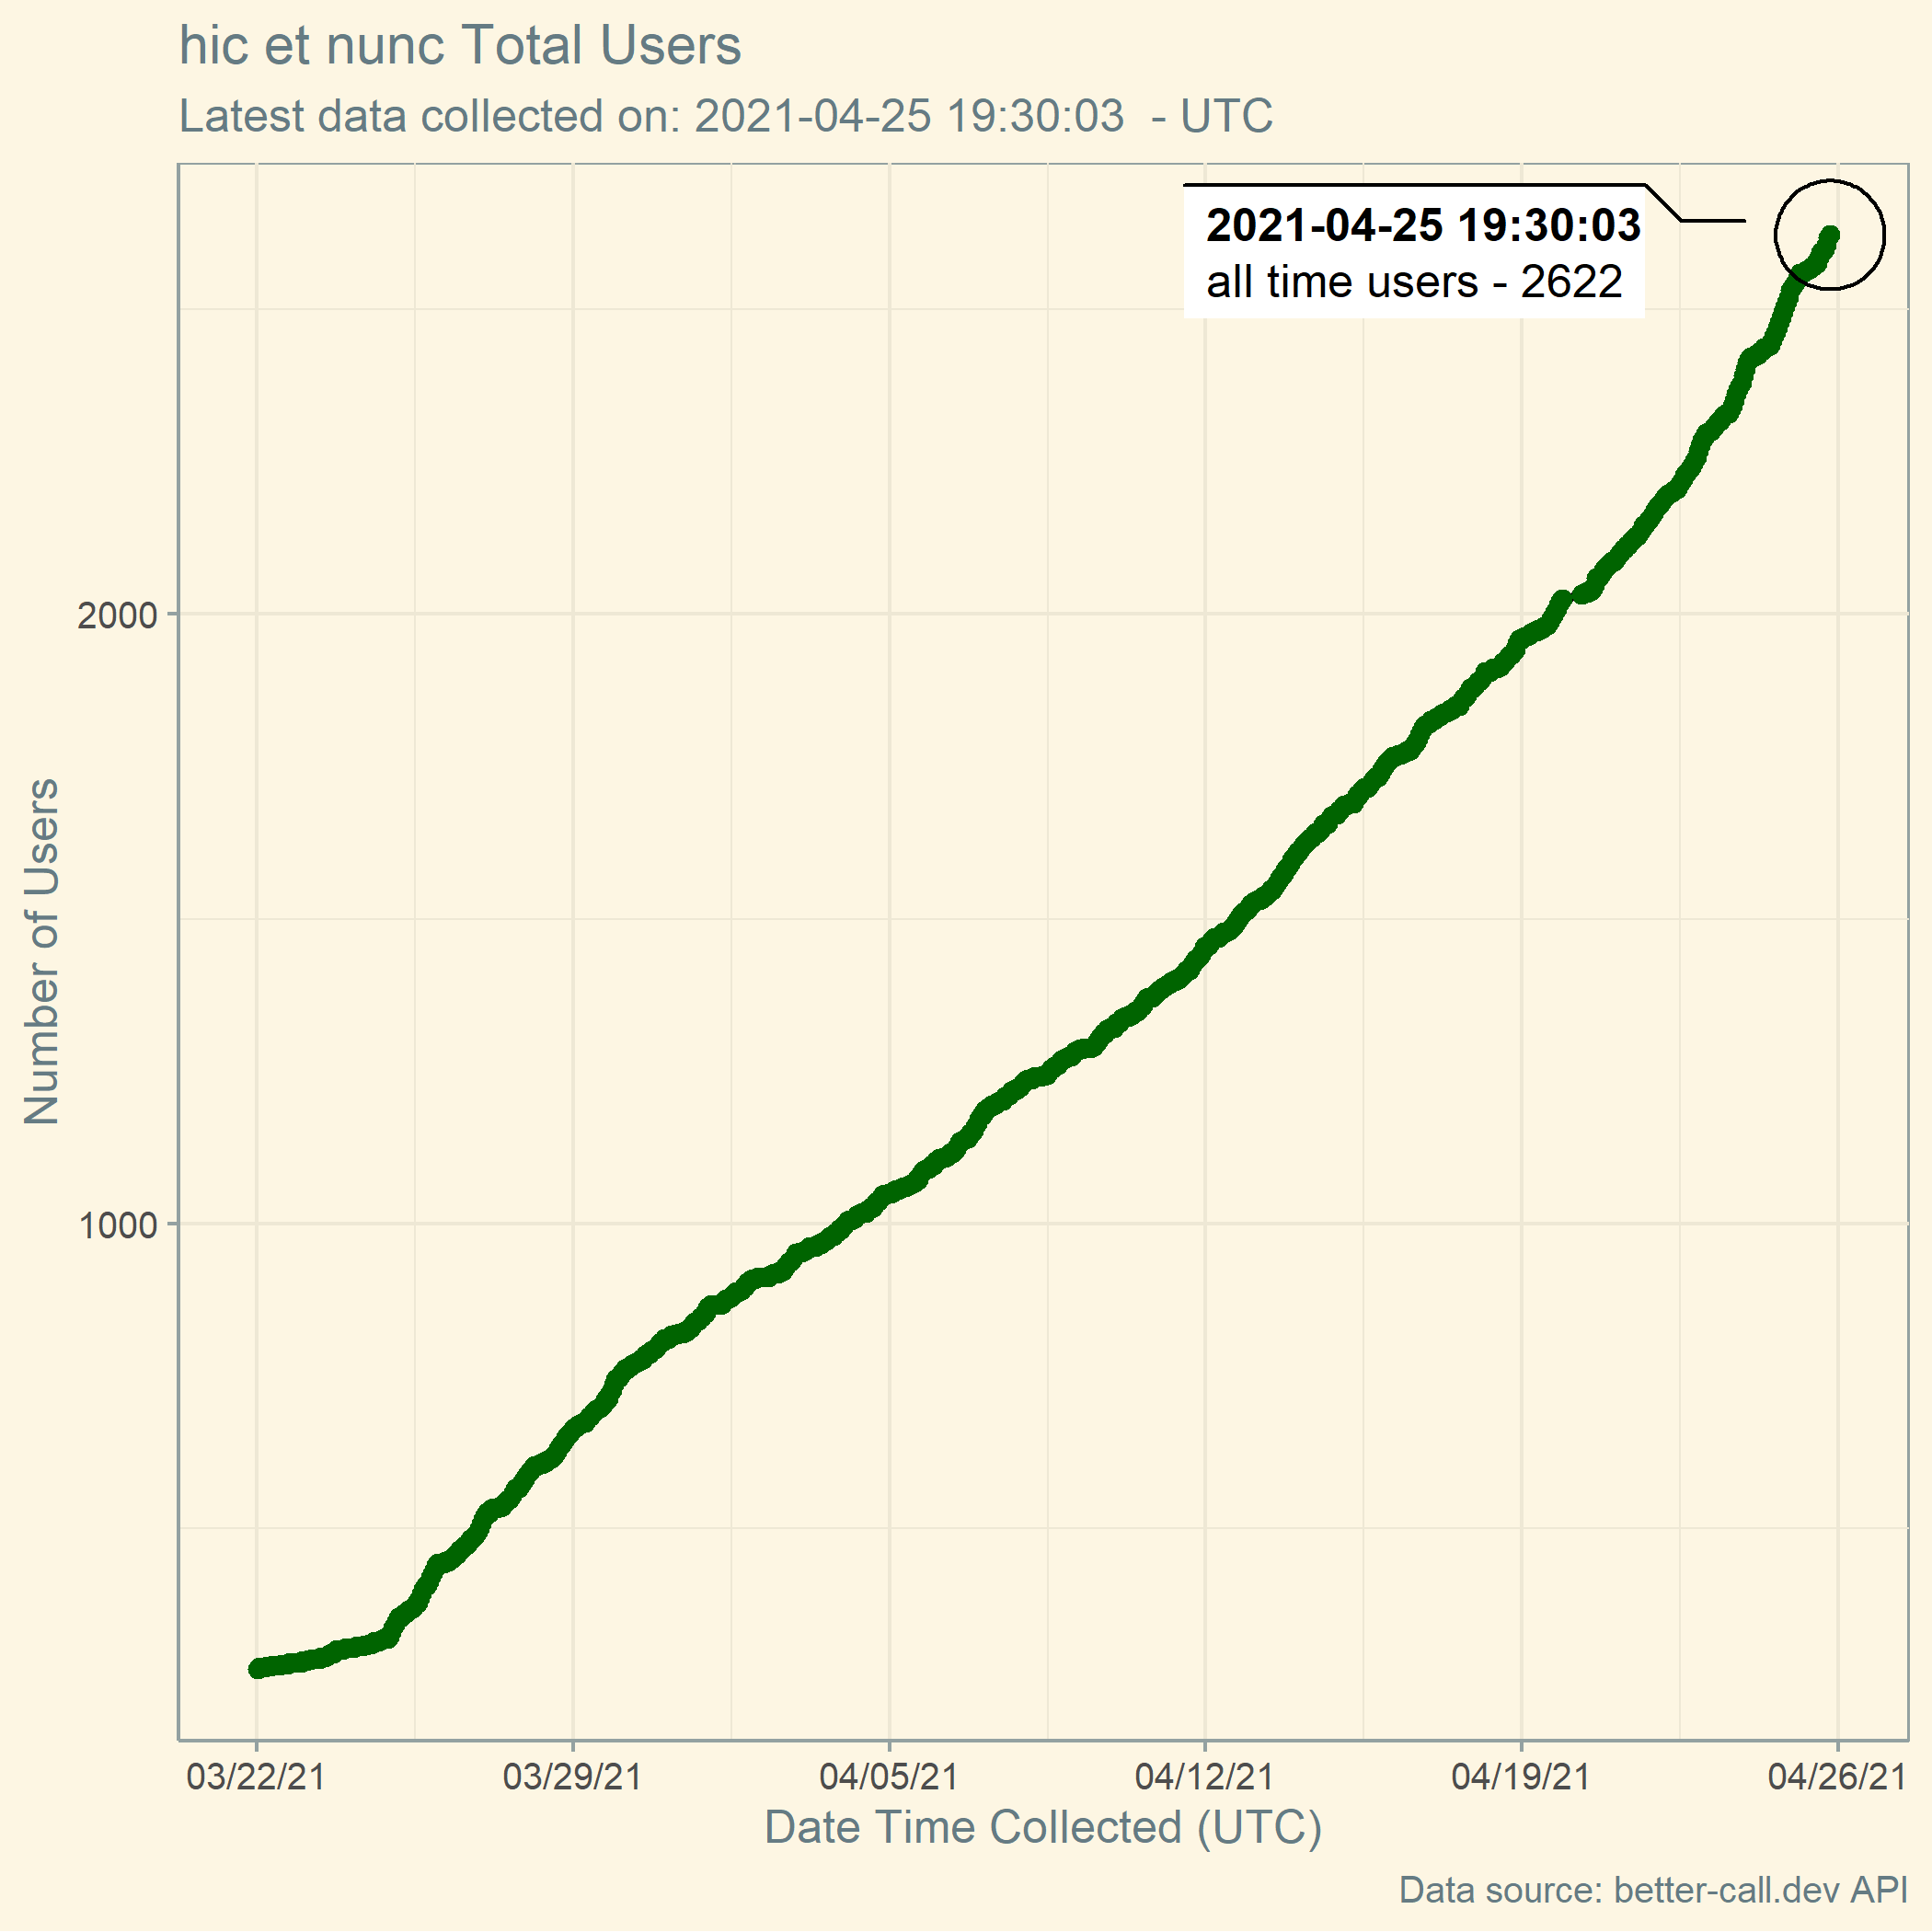 hic et nunc Total Users
Latest data collected on: 2021-04-25 19:30:03  - UTC
2021-04-25 19:30:03
all time users - 2622
Number of Users
2000
1000
03/22/21 03/29/21 04/05/21 04/12/21 04/19/21 04/26/21
Date Time Collected (UTC)
Data source: better-call.dev API